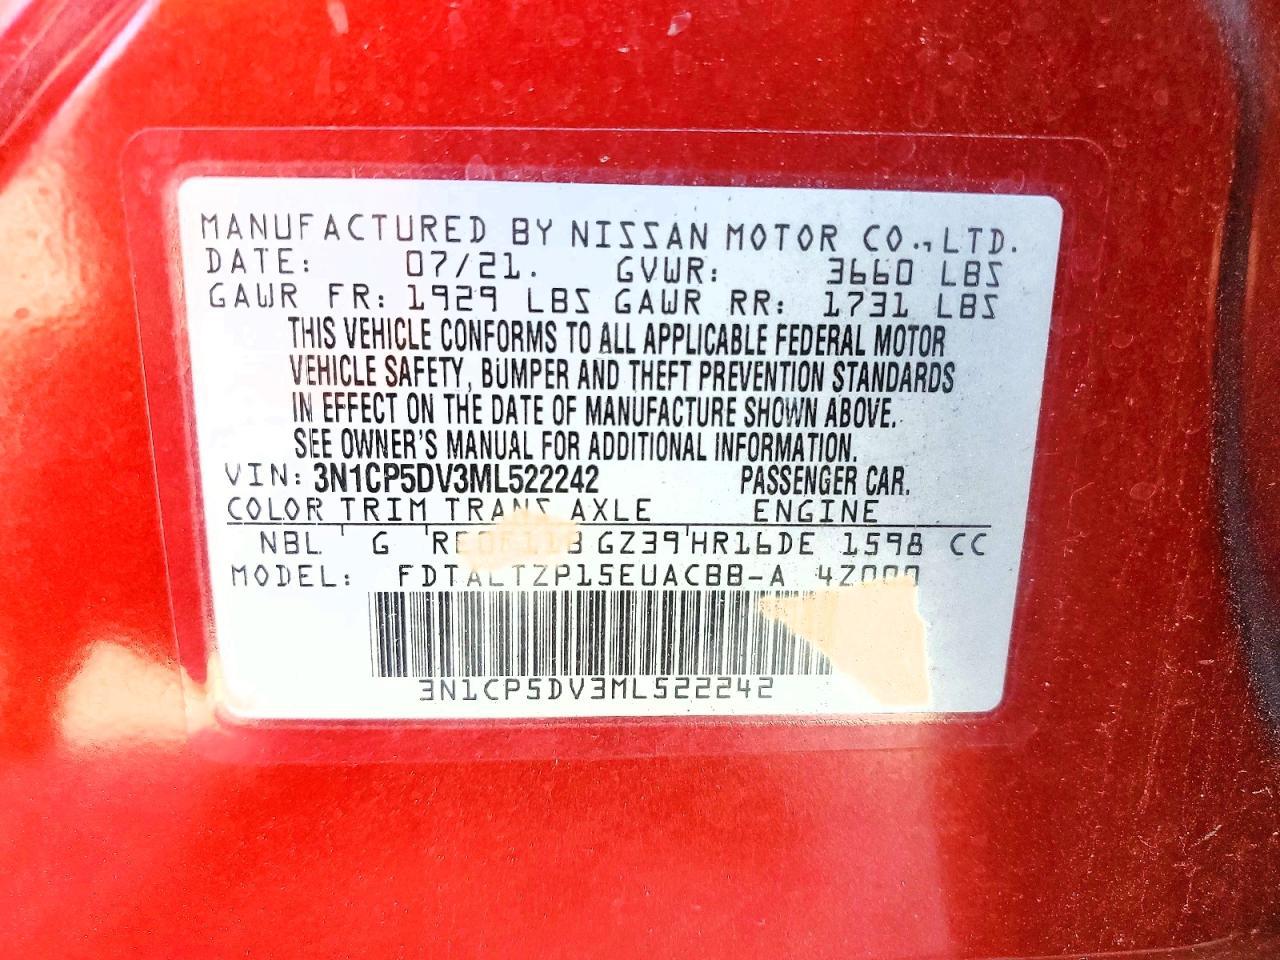 MANUFACTURED BY NISSAN MOTOR CO., LTD.
DATE: 07/21. GVWR: 3660 LBS
GAWR FR: 1929 LBS GAWR RR: 1731 LBS
THIS VEHICLE CONFORMS TO ALL APPLICABLE FEDERAL MOTOR
VEHICLE SAFETY, BUMPER AND THEFT PREVENTION STANDARDS
IN EFFECT ON THE DATE OF MANUFACTURE SHOWN ABOVE.
SEE OWNER'S MANUAL FOR ADDITIONAL INFORMATION.
VIN: 3N1CP5DV3ML522242 PASSENGER CAR.
COLOR TRIM TRANS AXLE ENGINE
NBL G GZ39 HR16DE 1598 CC
MODEL: FDTALTZP15EUACBB-A
3N1CP5DV3ML522242